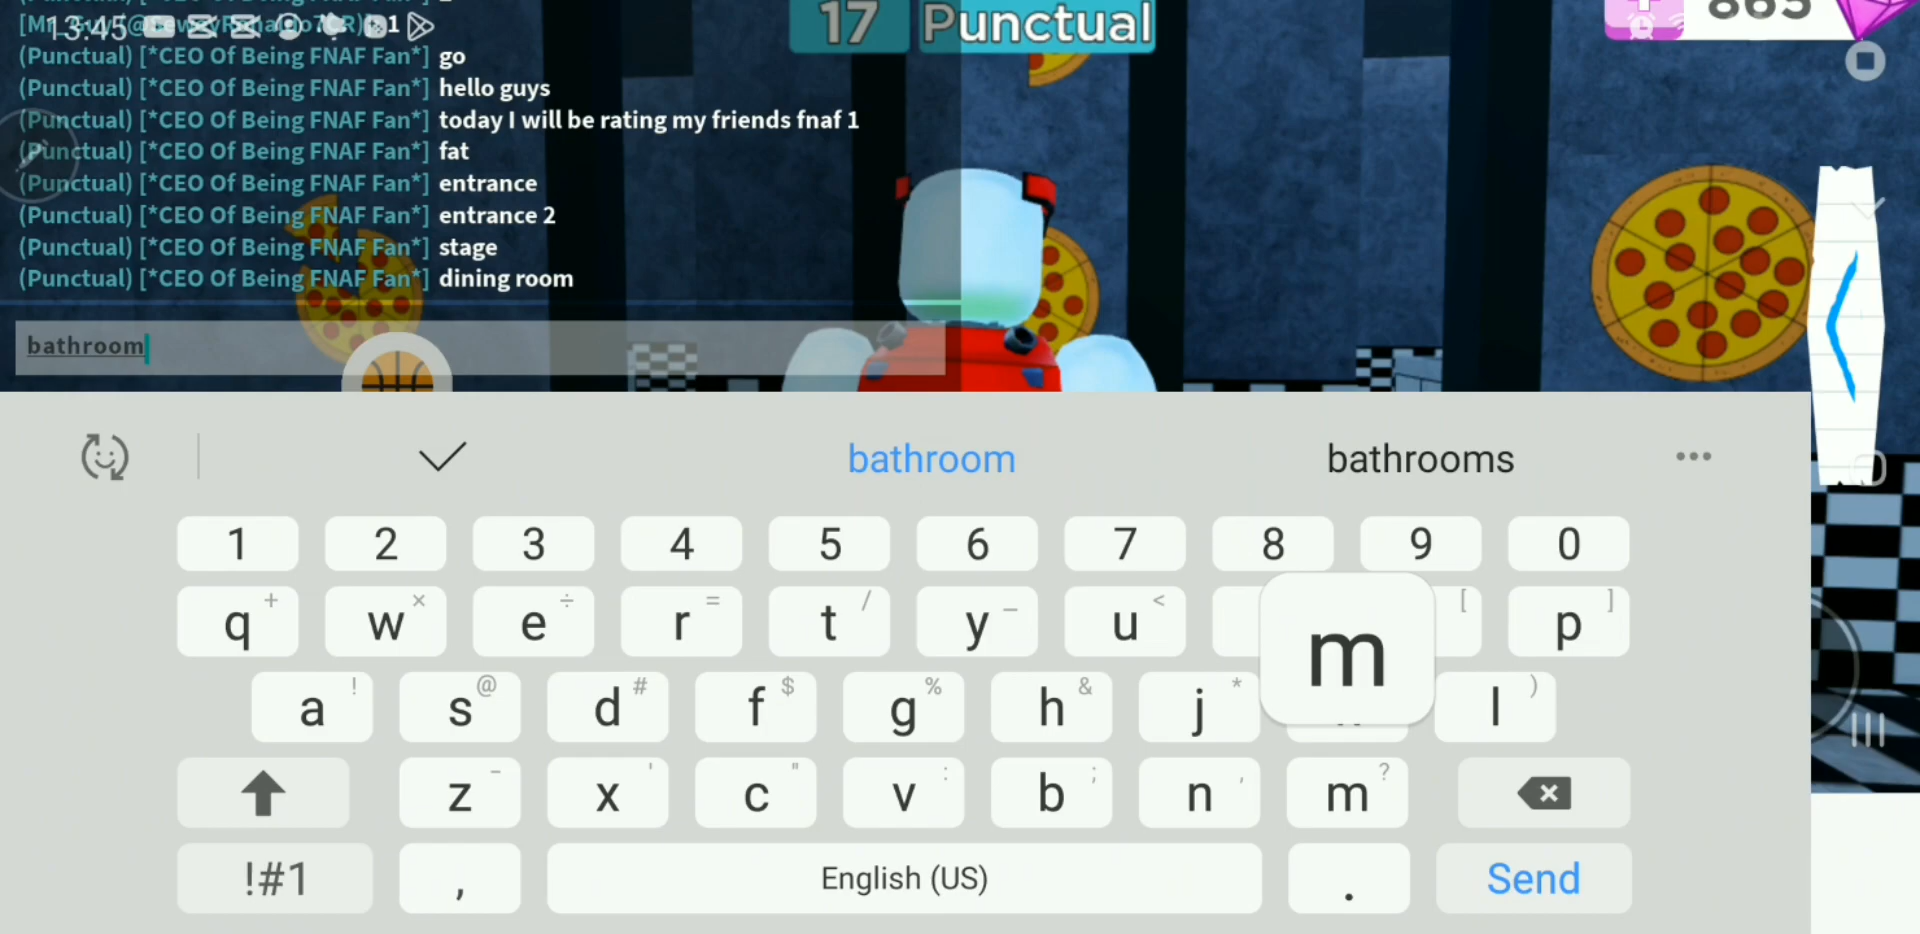 13:45
1
17 Punctual
865
(Punctual) [*CEO Of Being FNAF Fan*] go
(Punctual) [*CEO Of Being FNAF Fan*] hello guys
(Punctual) [*CEO Of Being FNAF Fan*] today I will be rating my friends fnaf 1
(Punctual) [*CEO Of Being FNAF Fan*] fat
(Punctual) [*CEO Of Being FNAF Fan*] entrance
(Punctual) [*CEO Of Being FNAF Fan*] entrance 2
(Punctual) [*CEO Of Being FNAF Fan*] stage
(Punctual) [*CEO Of Being FNAF Fan*] dining room
bathroom
bathroom bathrooms
1 2 3 4 5 6 7 8 9 0
q + w × e ÷ r = t / y _ u < m [ p ]
a ! s @ d # f $ g % h & j * l )
z - x ' c " v : b ; n , m ? 
!#1 , English (US) . Send